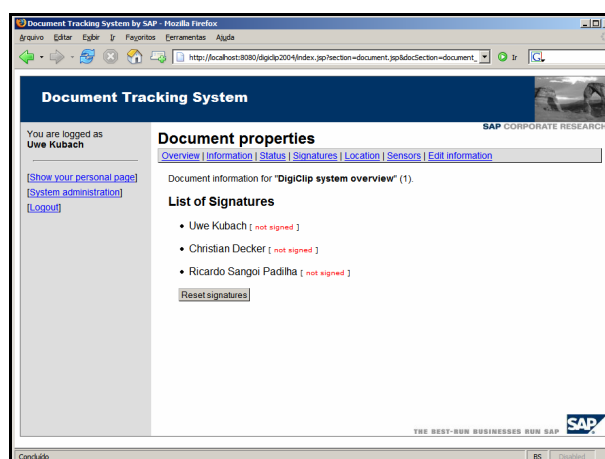 Document Tracking System by SAP - Mozilla Firefox
Arquivo Editar Exibir Ir Favoritos Ferramentas Ajuda
http://localhost:8080/digiclip2004/index.jsp?section=document.jsp&docSection=document_ Ir G
Document Tracking System
SAP CORPORATE RESEARCH
You are logged as
Uwe Kubach
[Show your personal page]
[System administration]
[Logout]
Document properties
Overview | Information | Status | Signatures | Location | Sensors | Edit information
Document information for "DigiClip system overview" (1).
List of Signatures
• Uwe Kubach [ not signed ]
• Christian Decker [ not signed ]
• Ricardo Sangoi Padilha [ not signed ]
Reset signatures
THE BEST-RUN BUSINESSES RUN SAP SAP
Concluído BS Disabled